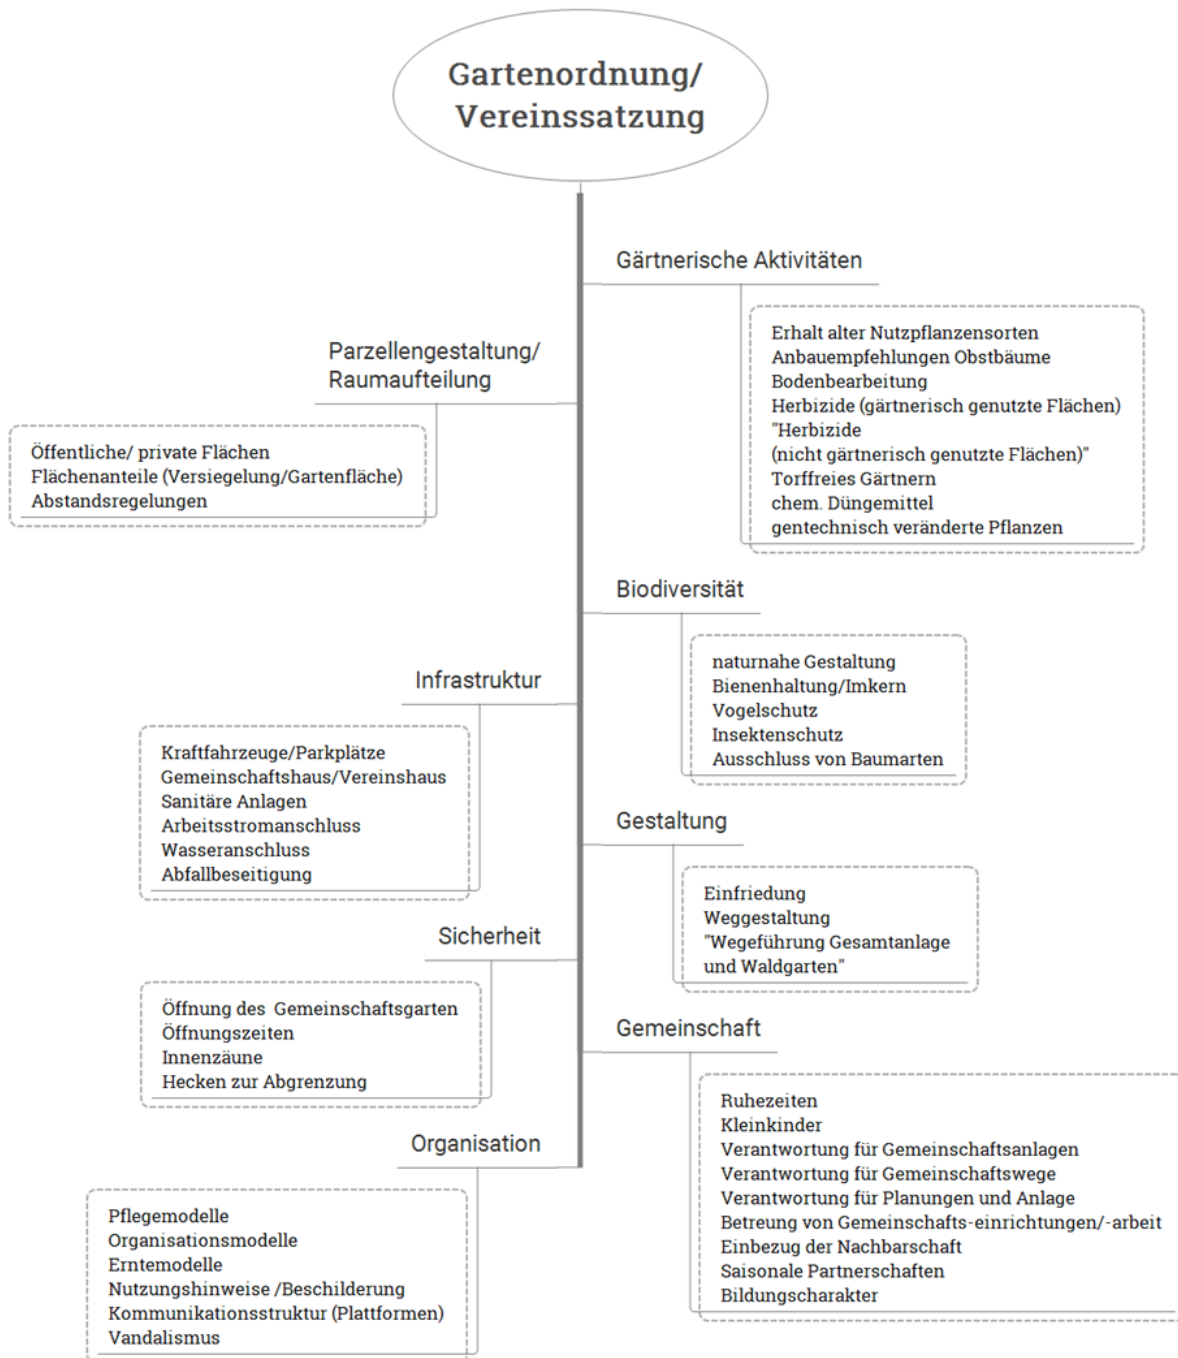 Gartenordnung/
Vereinssatzung
Gärtnerische Aktivitäten
Erhalt alter Nutzpflanzensorten
Anbauempfehlungen Obstbäume
Bodenbearbeitung
Herbizide (gärtnerisch genutzte Flächen)
"Herbizide
(nicht gärtnerisch genutzte Flächen)"
Torffreies Gärtnern
chem. Düngemittel
gentechnisch veränderte Pflanzen
Parzellengestaltung/
Raumaufteilung
Öffentliche/ private Flächen
Flächenanteile (Versiegelung/Gartenfläche)
Abstandsregelungen
Biodiversität
naturnahe Gestaltung
Bienenhaltung/Imkern
Vogelschutz
Insektenschutz
Ausschluss von Baumarten
Infrastruktur
Kraftfahrzeuge/Parkplätze
Gemeinschaftshaus/Vereinshaus
Sanitäre Anlagen
Arbeitsstromanschluss
Wasseranschluss
Abfallbeseitigung
Gestaltung
Einfriedung
Weggestaltung
"Wegeführung Gesamtanlage
und Waldgarten"
Sicherheit
Öffnung des  Gemeinschaftsgarten
Öffnungszeiten
Innenzäune
Hecken zur Abgrenzung
Gemeinschaft
Ruhezeiten
Kleinkinder
Verantwortung für Gemeinschaftsanlagen
Verantwortung für Gemeinschaftswege
Verantwortung für Planungen und Anlage
Betreung von Gemeinschafts-einrichtungen/-arbeit
Einbezug der Nachbarschaft
Saisonale Partnerschaften
Bildungscharakter
Organisation
Pflegemodelle
Organisationsmodelle
Erntemodelle
Nutzungshinweise /Beschilderung
Kommunikationsstruktur (Plattformen)
Vandalismus